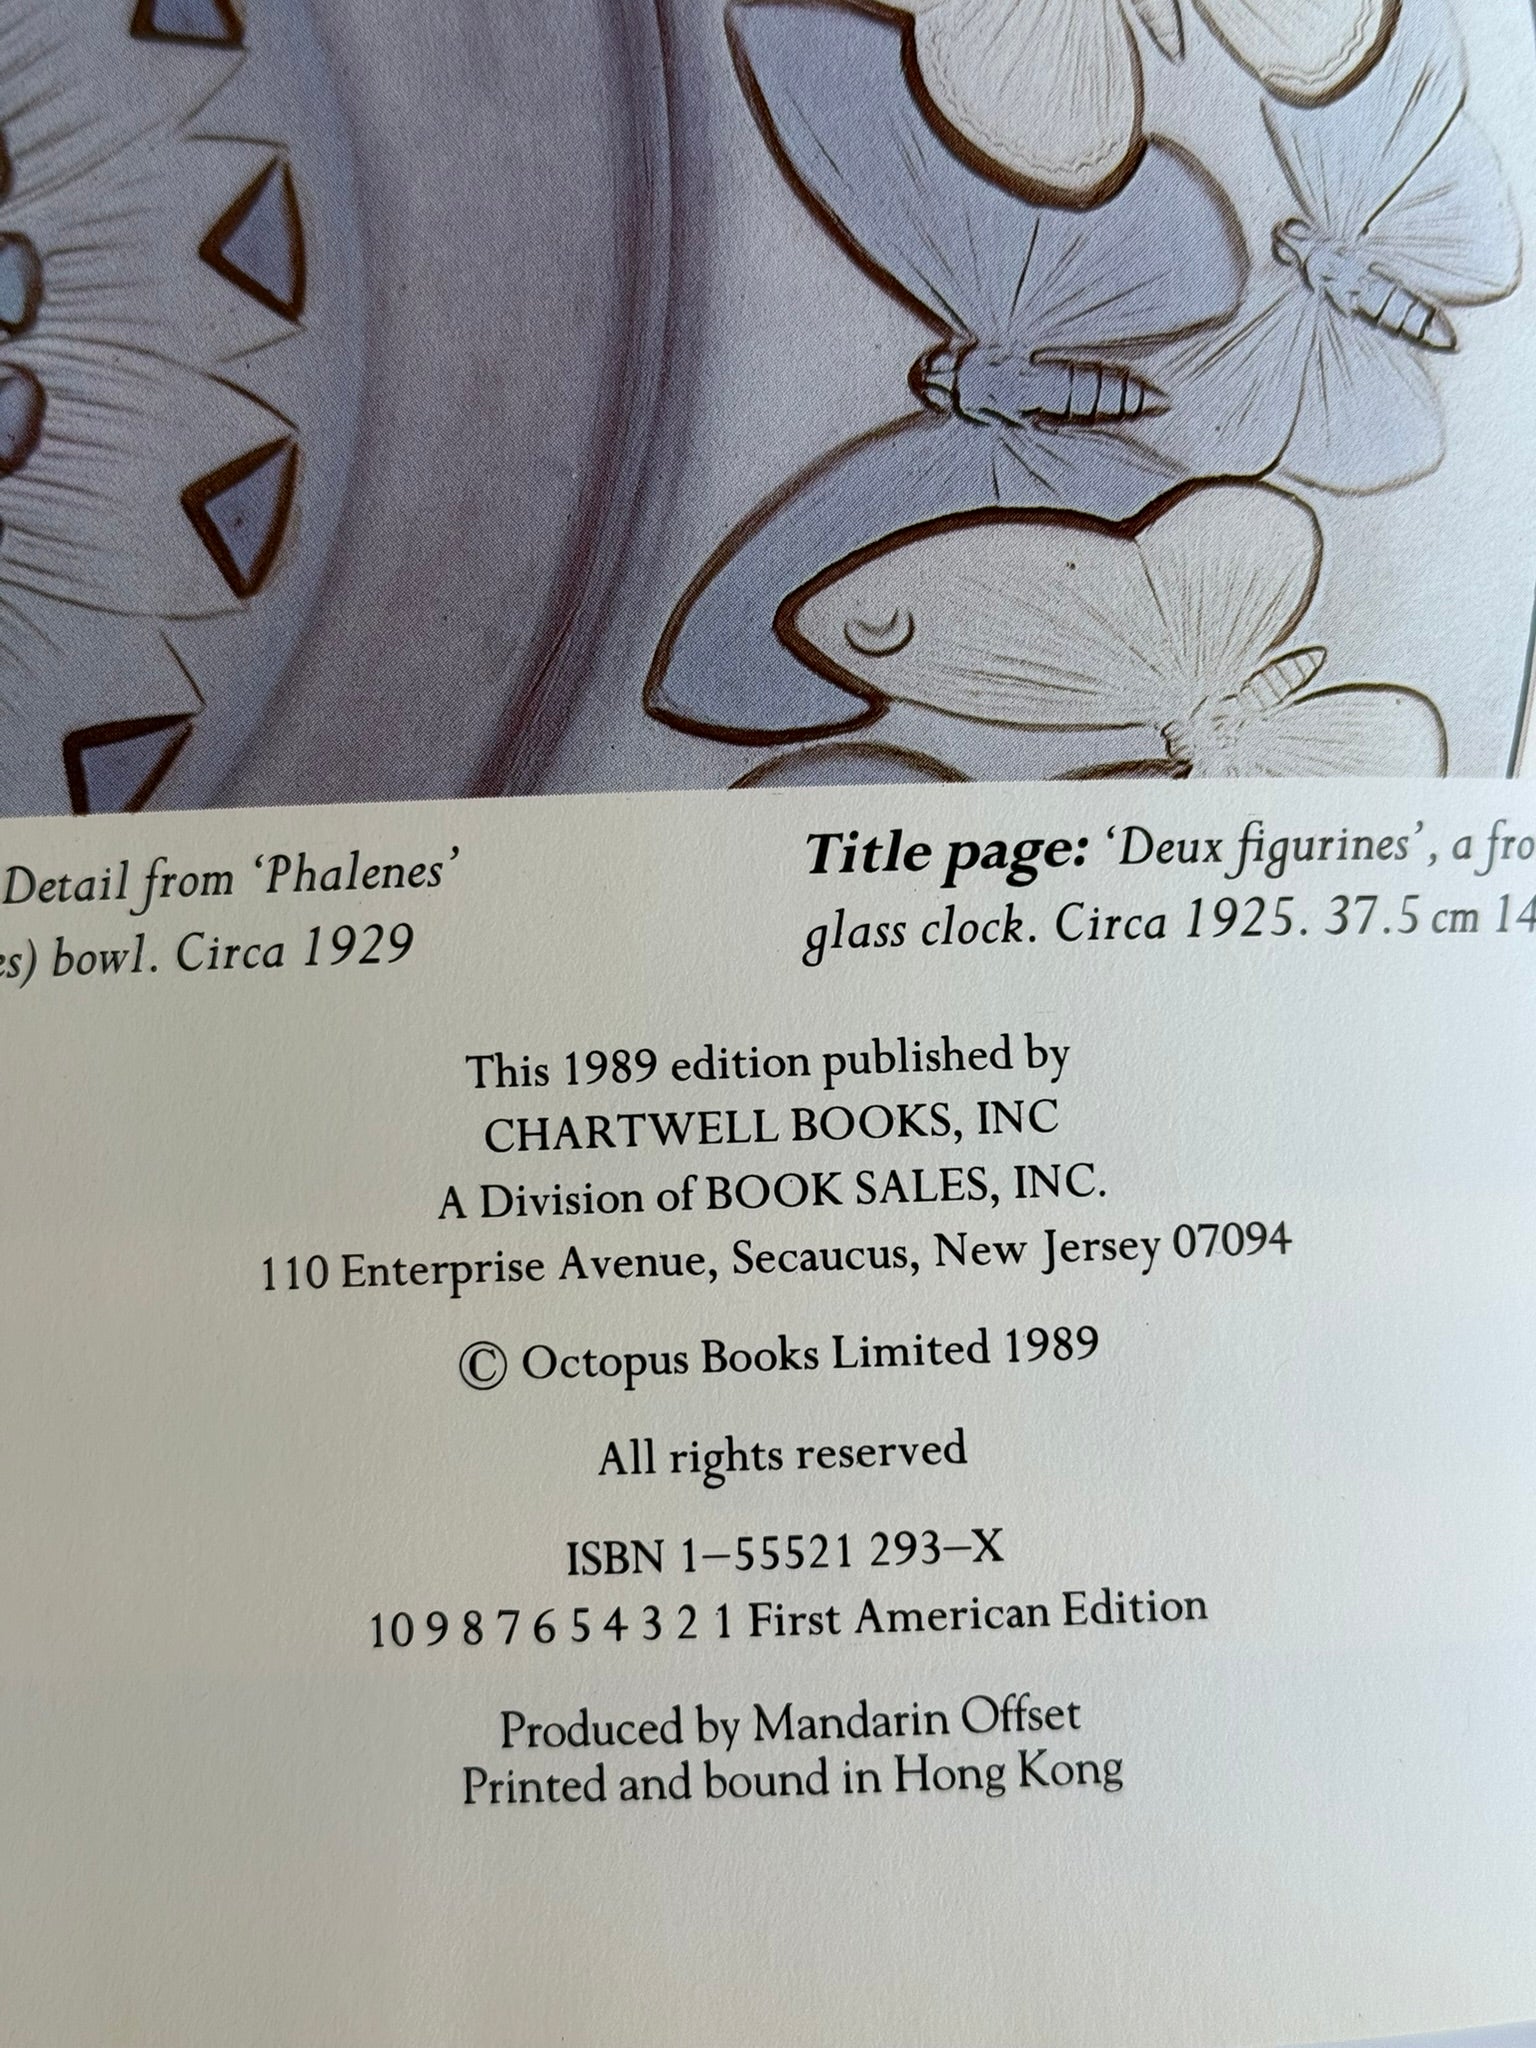 Detail from ‘Phalenes’
bowl. Circa 1929
Title page: ‘Deux figurines’, a
glass clock. Circa 1925. 37.5 cm
This 1989 edition published by
CHARTWELL BOOKS, INC
A Division of BOOK SALES, INC.
110 Enterprise Avenue, Secaucus, New Jersey 07094
© Octopus Books Limited 1989
All rights reserved
ISBN 1–55521 293–X
10 9 8 7 6 5 4 3 2 1 First American Edition
Produced by Mandarin Offset
Printed and bound in Hong Kong